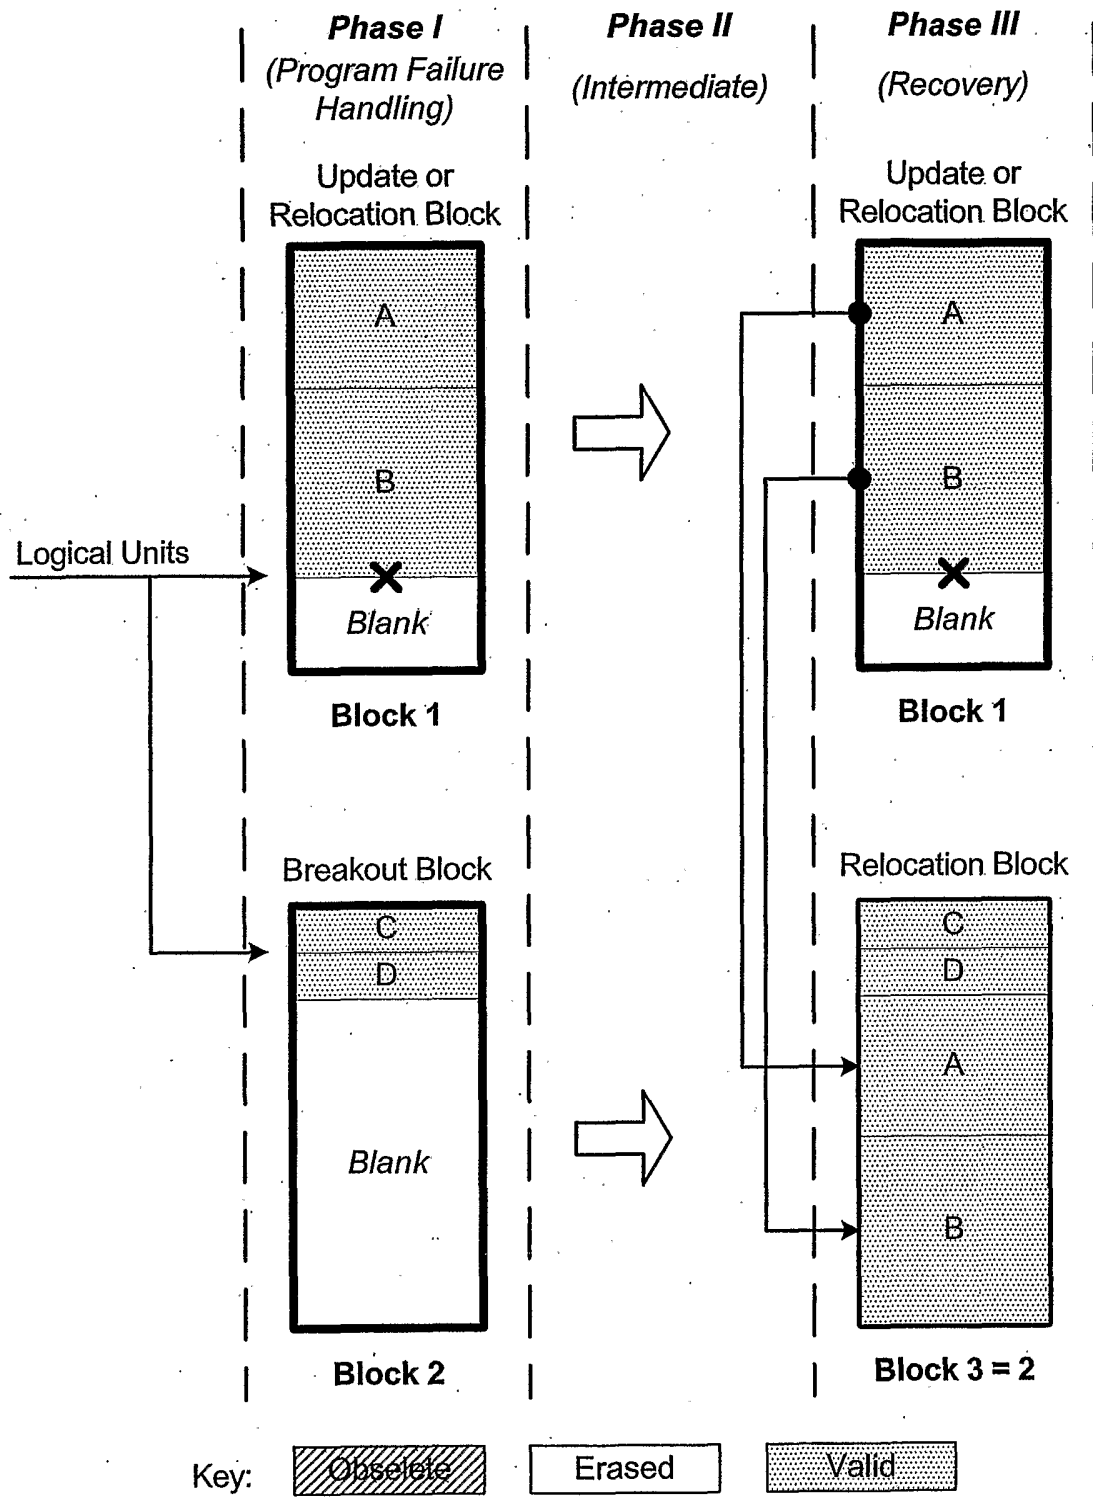 Phase I
(Program Failure
Handling)
Phase II
(Intermediate)
Phase III
(Recovery)
Update or
Relocation Block
A
B
Blank
Block 1
Logical Units
Update or
Relocation Block
A
B
Blank
Block 1
Breakout Block
C
D
Blank
Block 2
Relocation Block
C
D
A
B
Block 3 = 2
Key:
Obselete
Erased
Valid